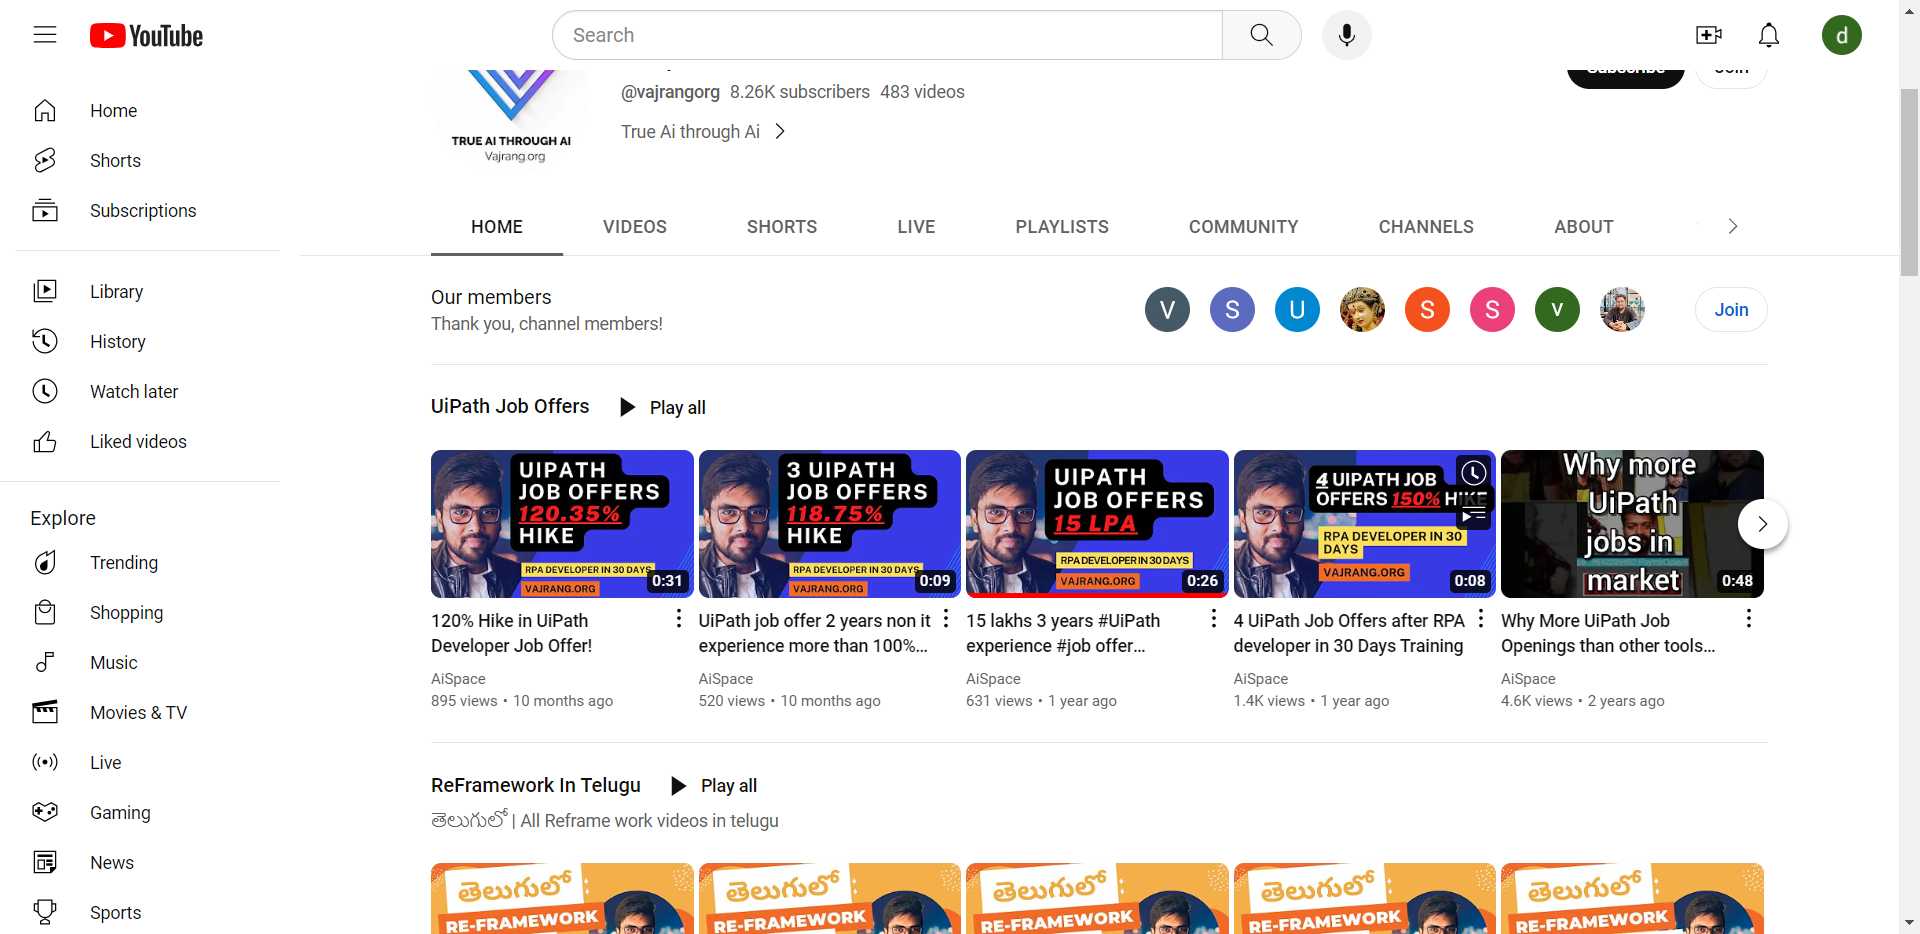 YouTube
Search
d
Home
Shorts
Subscriptions
Library
History
Watch later
Liked videos
Explore
Trending
Shopping
Music
Movies & TV
Live
Gaming
News
Sports
TRUE AI THROUGH AI
Vajrang.org
@vajrangorg 8.26K subscribers 483 videos
True Ai through Ai
Subscribe
Join
HOME VIDEOS SHORTS LIVE PLAYLISTS COMMUNITY CHANNELS ABOUT
Our members
Thank you, channel members!
V S U S S v
Join
UiPath Job Offers
Play all
UIPATH
JOB OFFERS
120.35%
HIKE
RPA DEVELOPER IN 30 DAYS
VAJRANG.ORG
0:31
120% Hike in UiPath
Developer Job Offer!
AiSpace
895 views • 10 months ago
3 UIPATH
JOB OFFERS
118.75%
HIKE
RPA DEVELOPER IN 30 DAYS
VAJRANG.ORG
0:09
UiPath job offer 2 years non it
experience more than 100%...
AiSpace
520 views • 10 months ago
UIPATH
JOB OFFERS
15 LPA
RPA DEVELOPER IN 30 DAYS
VAJRANG.ORG
0:26
15 lakhs 3 years #UiPath
experience #job offer...
AiSpace
631 views • 1 year ago
4 UIPATH JOB
OFFERS 150% HIKE
RPA DEVELOPER IN 30
DAYS
VAJRANG.ORG
0:08
4 UiPath Job Offers after RPA
developer in 30 Days Training
AiSpace
1.4K views • 1 year ago
Why more
UiPath
jobs in
market
0:48
Why More UiPath Job
Openings than other tools...
AiSpace
4.6K views • 2 years ago
ReFramework In Telugu
Play all
తెలుగులో | All Reframe work videos in telugu
తెలుగులో
RE-FRAMEWORK
తెలుగులో
RE-FRAMEWORK
తెలుగులో
RE-FRAMEWORK
తెలుగులో
RE-FRAMEWORK
తెలుగులో
RE-FRAMEWORK